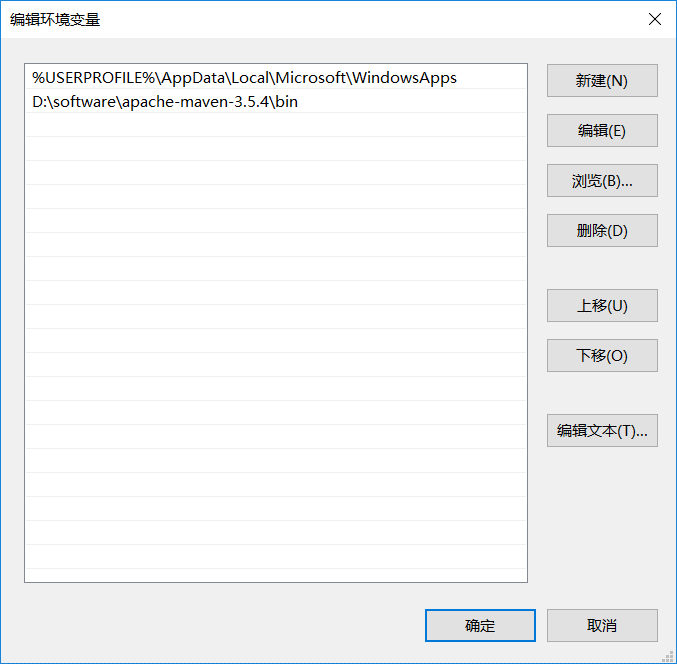 编辑环境变量
%USERPROFILE%\AppData\Local\Microsoft\WindowsApps
D:\software\apache-maven-3.5.4\bin
新建(N)
编辑(E)
浏览(B)...
删除(D)
上移(U)
下移(O)
编辑文本(T)...
确定
取消